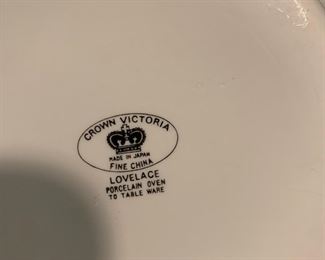 CROWN VICTORIA
MADE IN JAPAN
FINE CHINA
LOVELACE
PORCELAIN OVEN
TO TABLE WARE